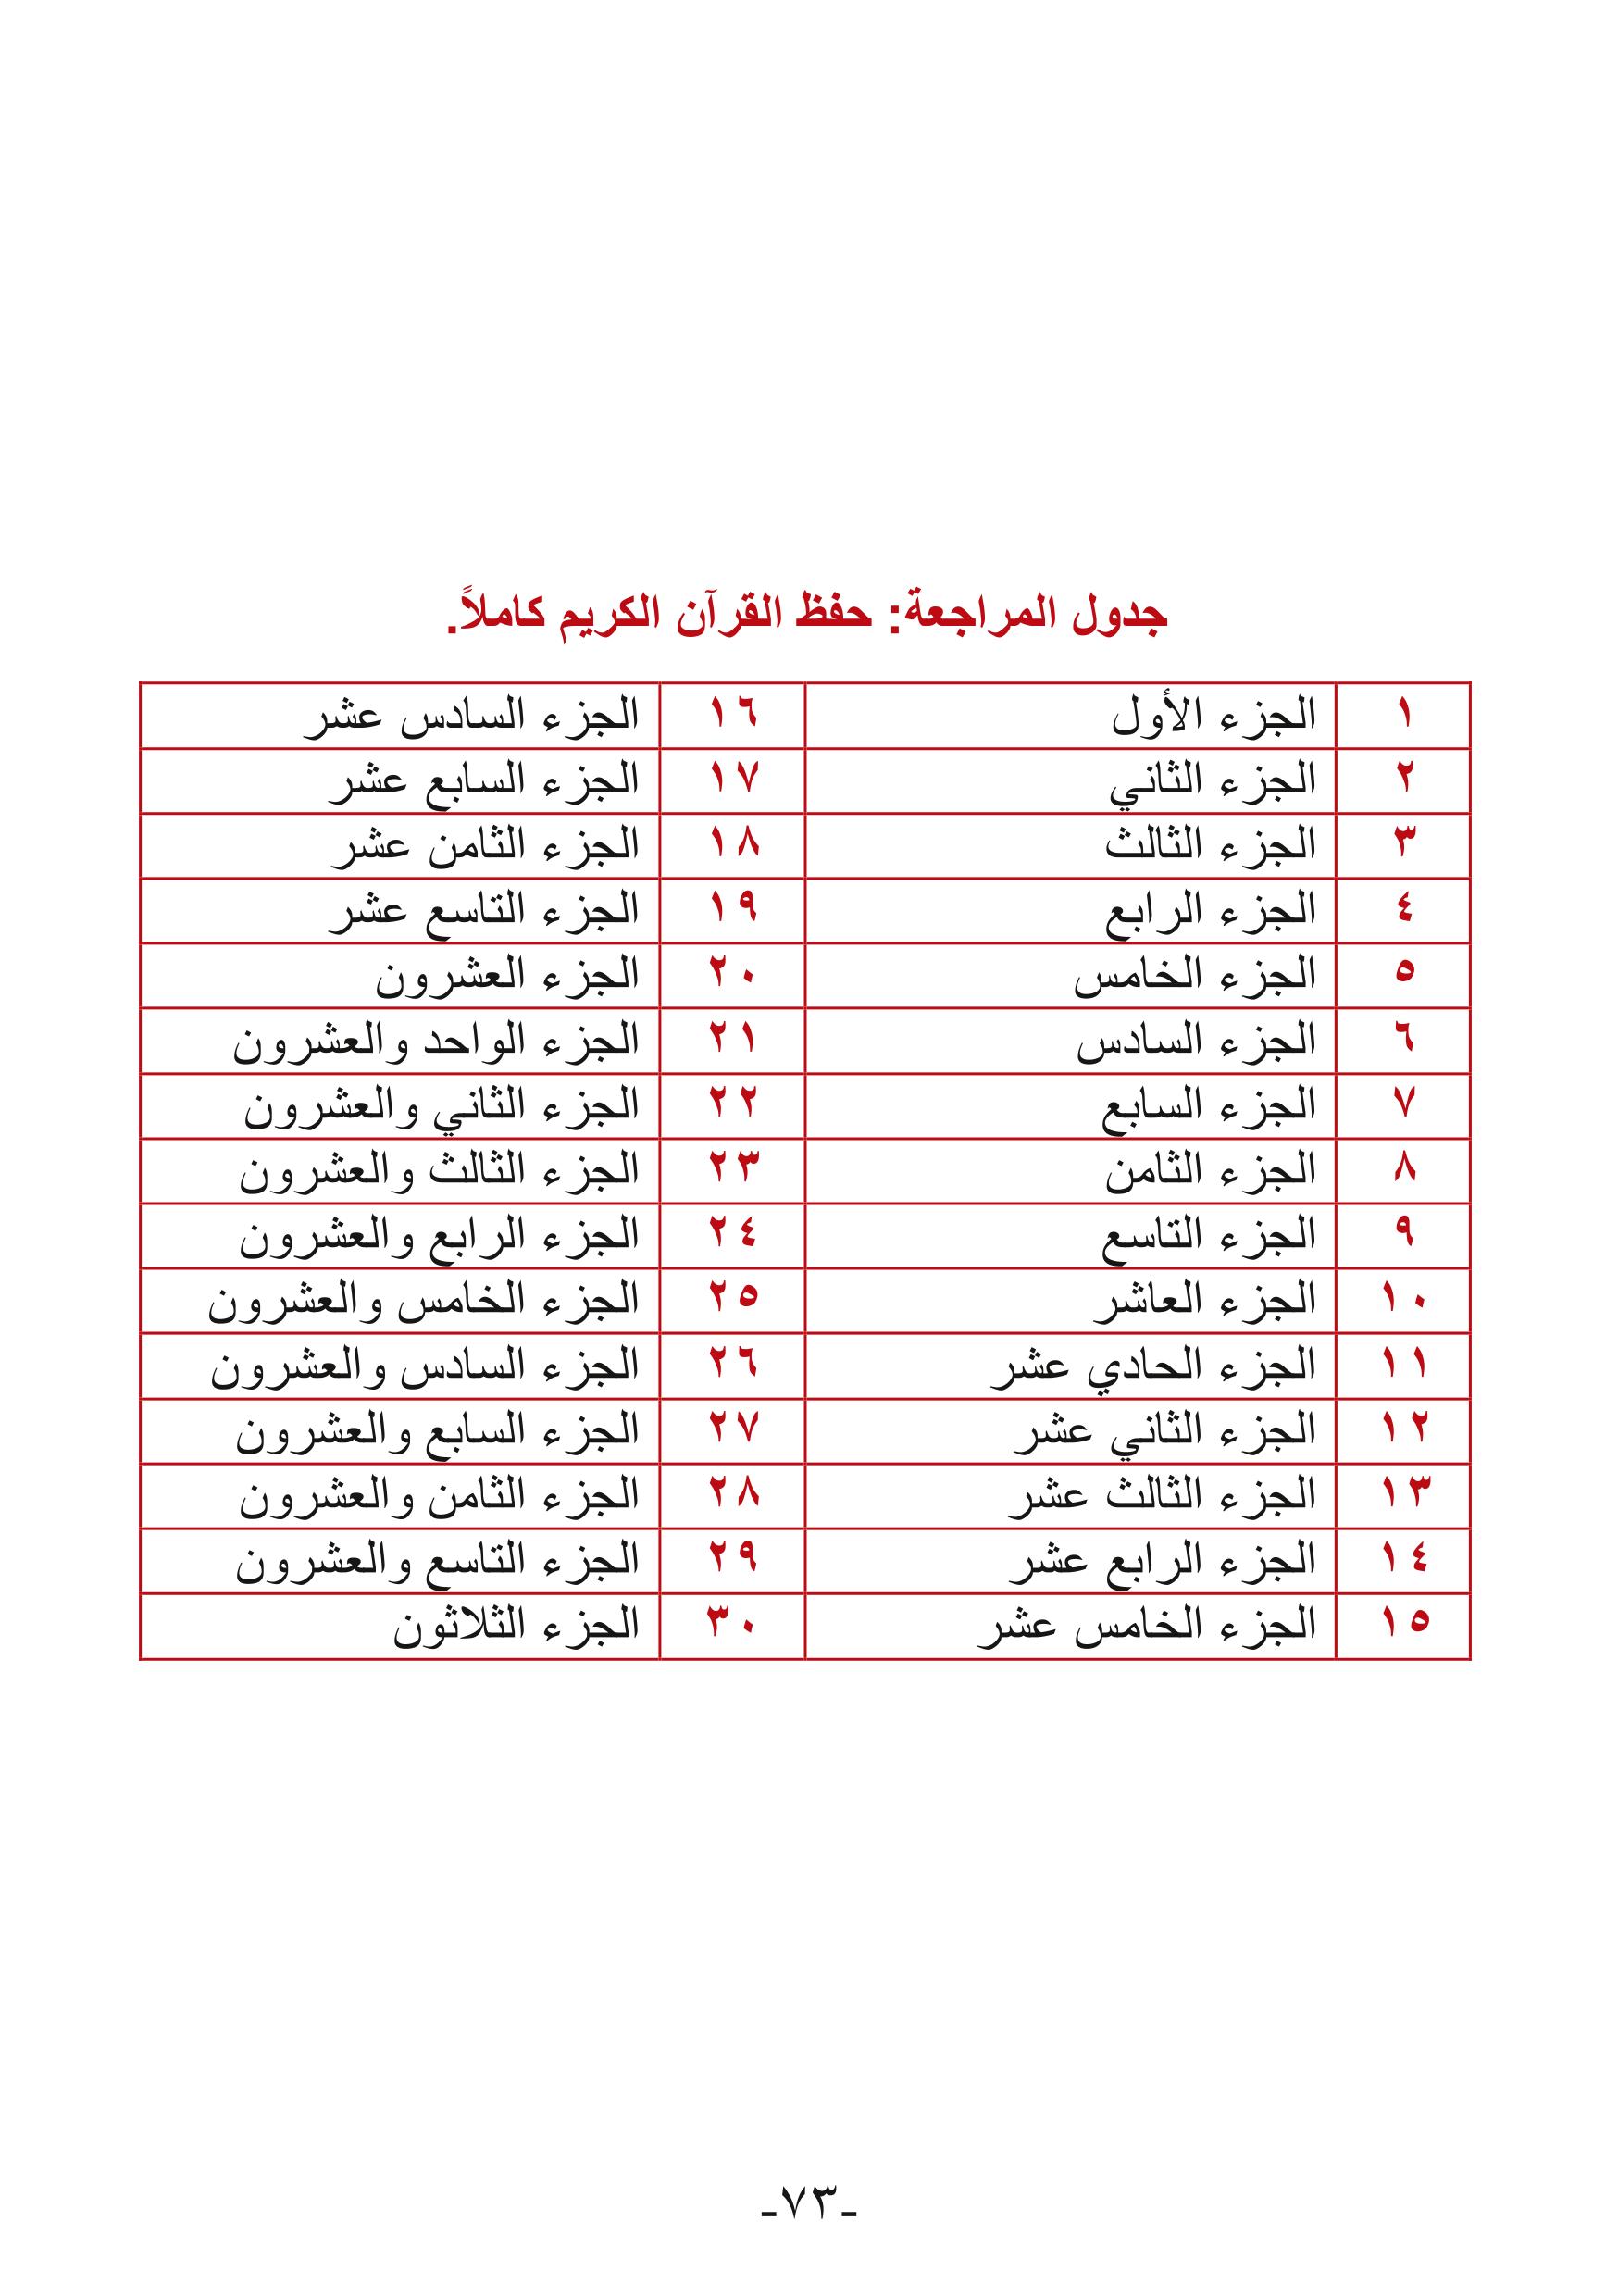 جدول المراجعة: حفظ القرآن الكريم كاملاً.
١ الجزء الأول ١٦ الجزء السادس عشر
٢ الجزء الثاني ١٧ الجزء السابع عشر
٣ الجزء الثالث ١٨ الجزء الثامن عشر
٤ الجزء الرابع ١٩ الجزء التاسع عشر
٥ الجزء الخامس ٢٠ الجزء العشرون
٦ الجزء السادس ٢١ الجزء الواحد والعشرون
٧ الجزء السابع ٢٢ الجزء الثاني والعشرون
٨ الجزء الثامن ٢٣ الجزء الثالث والعشرون
٩ الجزء التاسع ٢٤ الجزء الرابع والعشرون
١٠ الجزء العاشر ٢٥ الجزء الخامس والعشرون
١١ الجزء الحادي عشر ٢٦ الجزء السادس والعشرون
١٢ الجزء الثاني عشر ٢٧ الجزء السابع والعشرون
١٣ الجزء الثالث عشر ٢٨ الجزء الثامن والعشرون
١٤ الجزء الرابع عشر ٢٩ الجزء التاسع والعشرون
١٥ الجزء الخامس عشر ٣٠ الجزء الثلاثون
-٧٣-